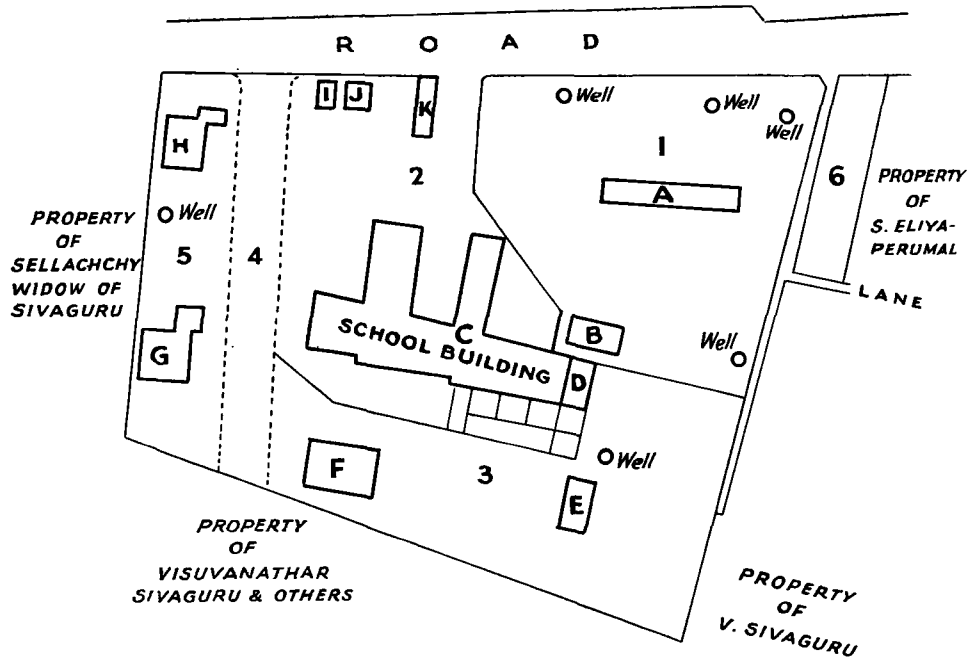 ROAD
I J K
Well
Well
Well
1
H
2
A
6
PROPERTY
OF
S. ELIYA-
PERUMAL
PROPERTY
OF
SELLACHCHY
WIDOW OF
SIVAGURU
Well
5
4
LANE
C
SCHOOL BUILDING
B
Well
G
D
F
3
Well
E
PROPERTY
OF
VISUVANATHAR
SIVAGURU & OTHERS
PROPERTY
OF
V. SIVAGURU